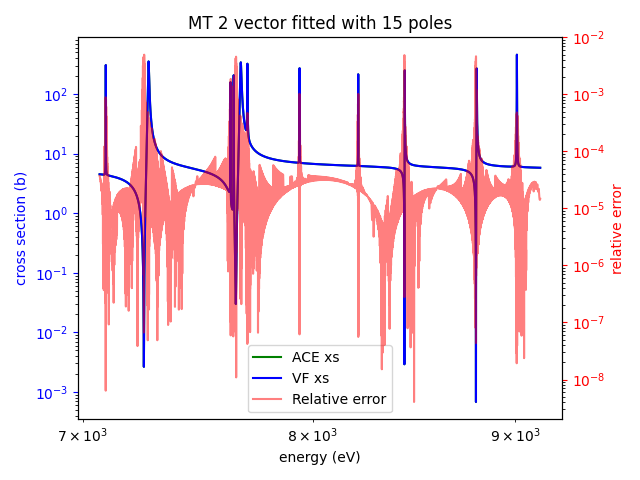 MT 2 vector fitted with 15 poles
cross section (b)
10²
10¹
10⁰
10⁻¹
10⁻²
10⁻³
10⁻²
10⁻³
10⁻⁴
10⁻⁵
10⁻⁶
10⁻⁷
10⁻⁸
relative error
ACE xs
VF xs
Relative error
7 × 10³ 8 × 10³ 9 × 10³
energy (eV)